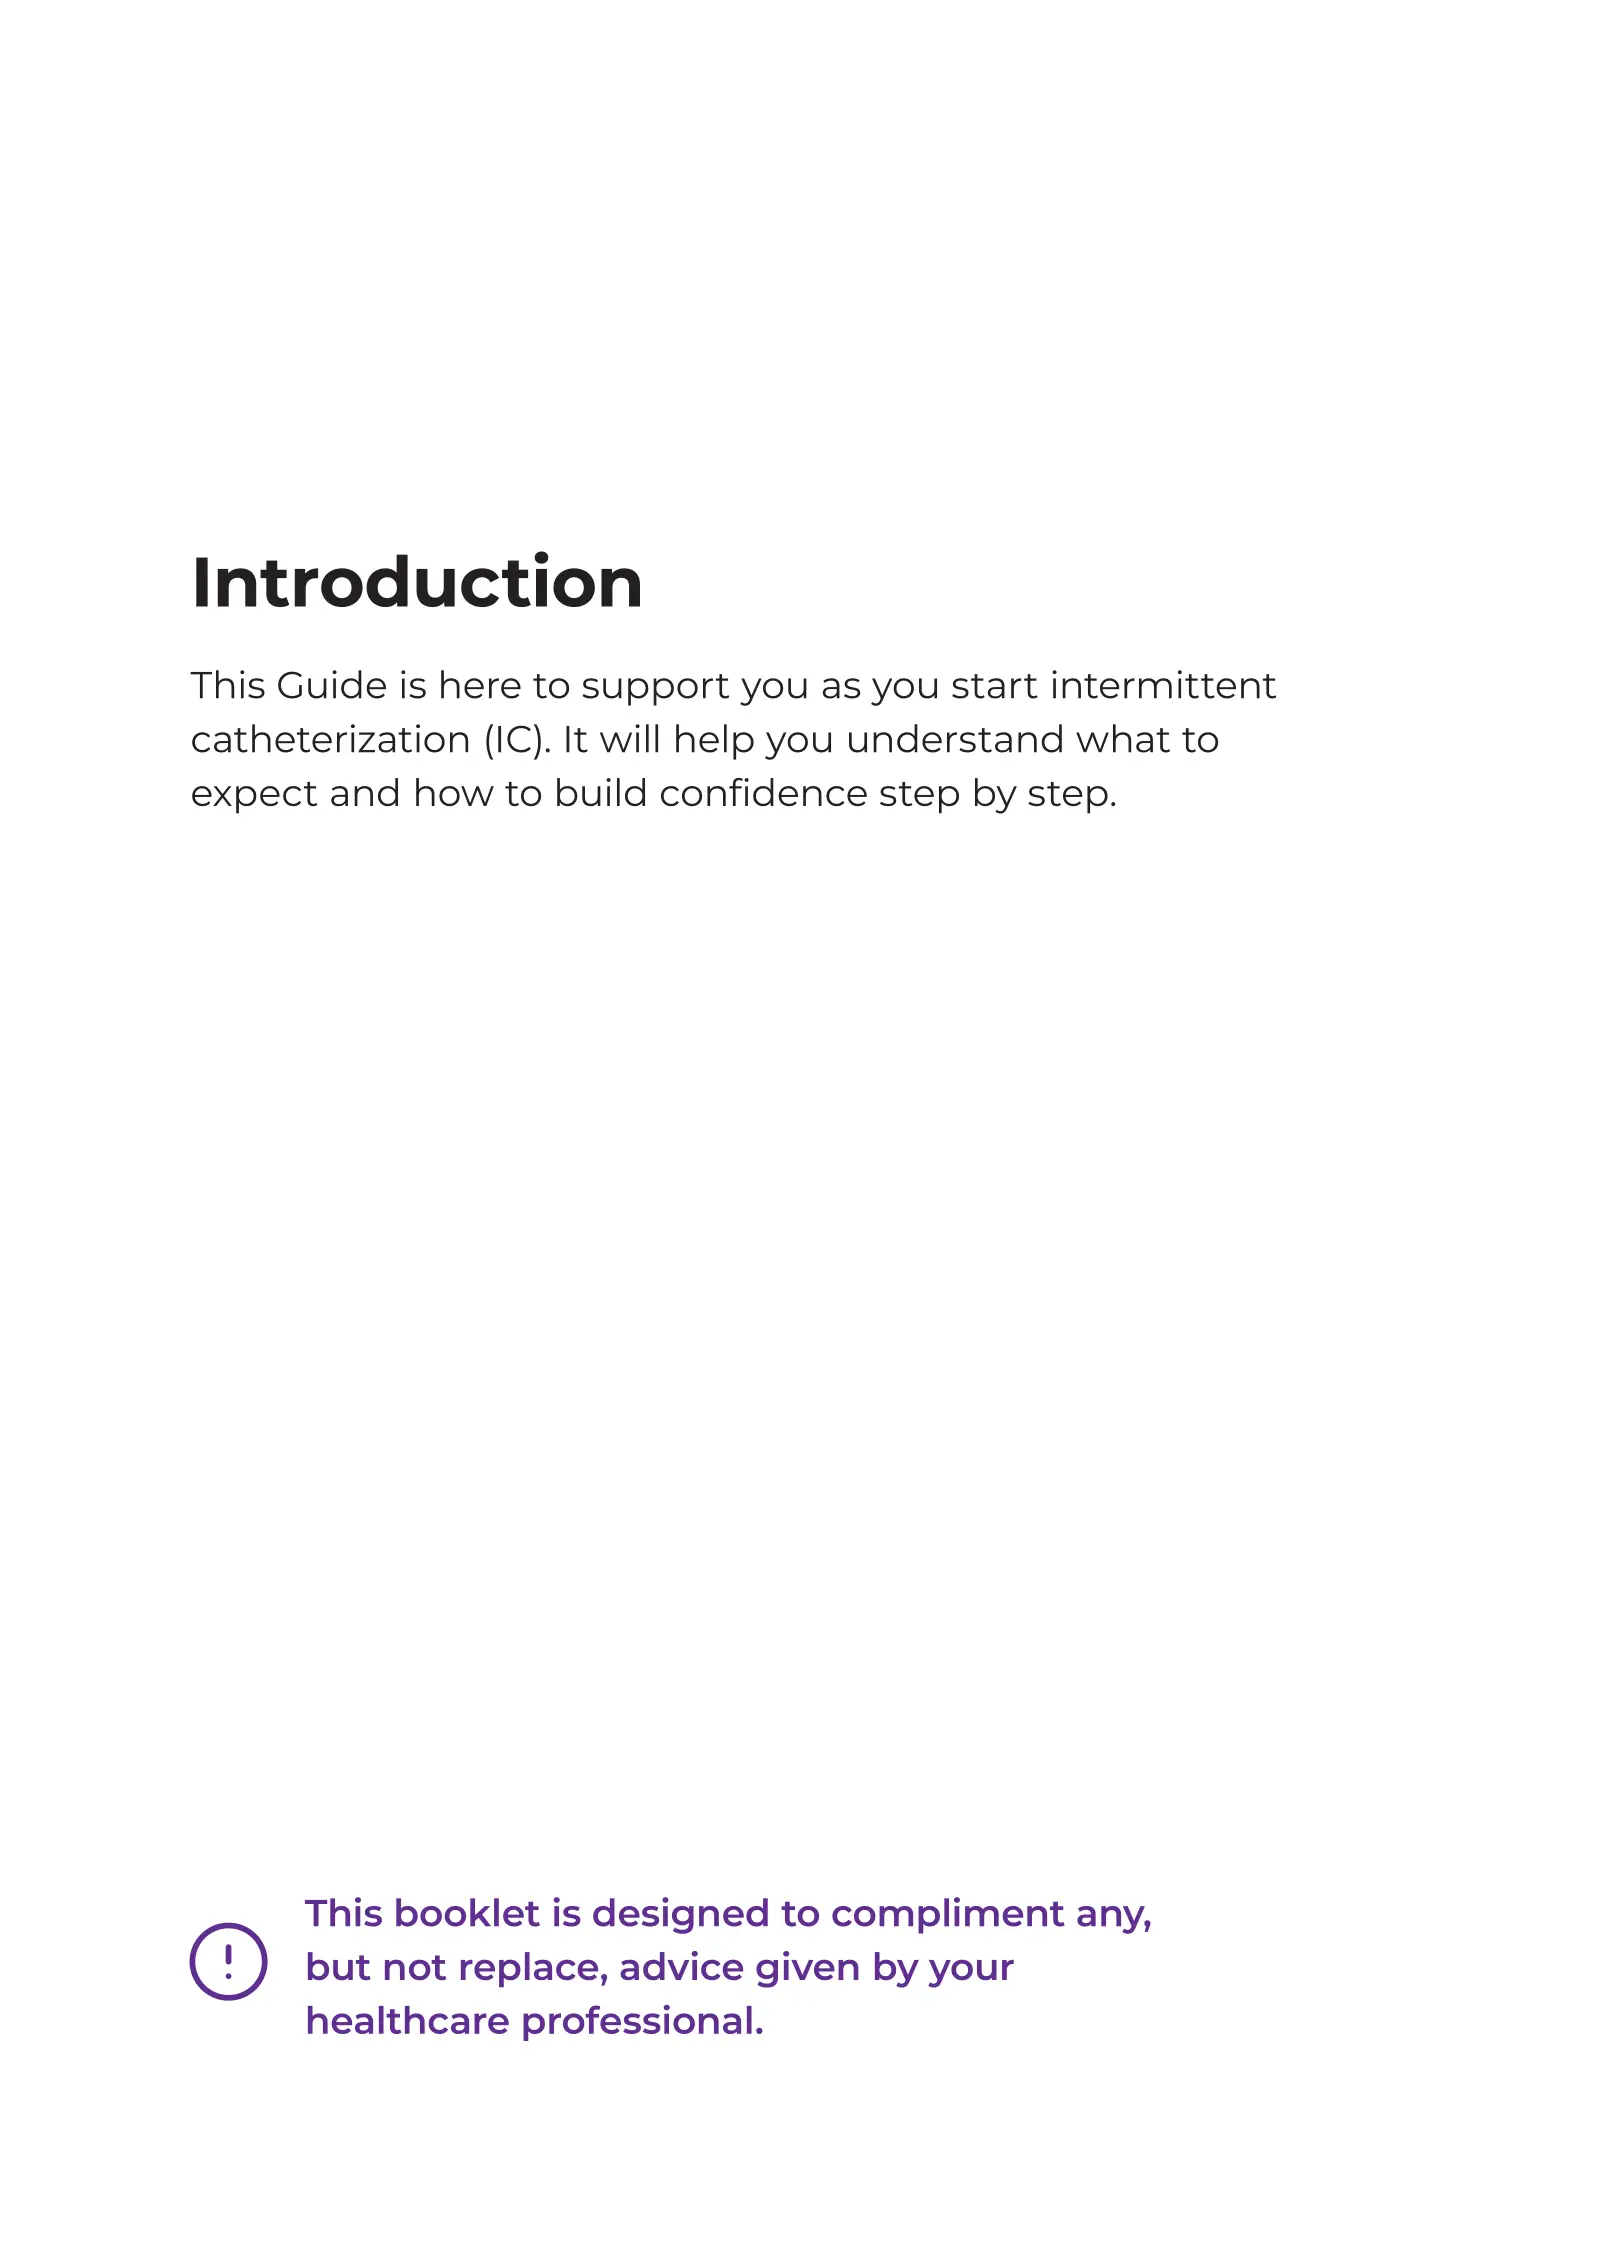 Introduction
This Guide is here to support you as you start intermittent
catheterization (IC). It will help you understand what to
expect and how to build confidence step by step.
This booklet is designed to compliment any,
but not replace, advice given by your
healthcare professional.